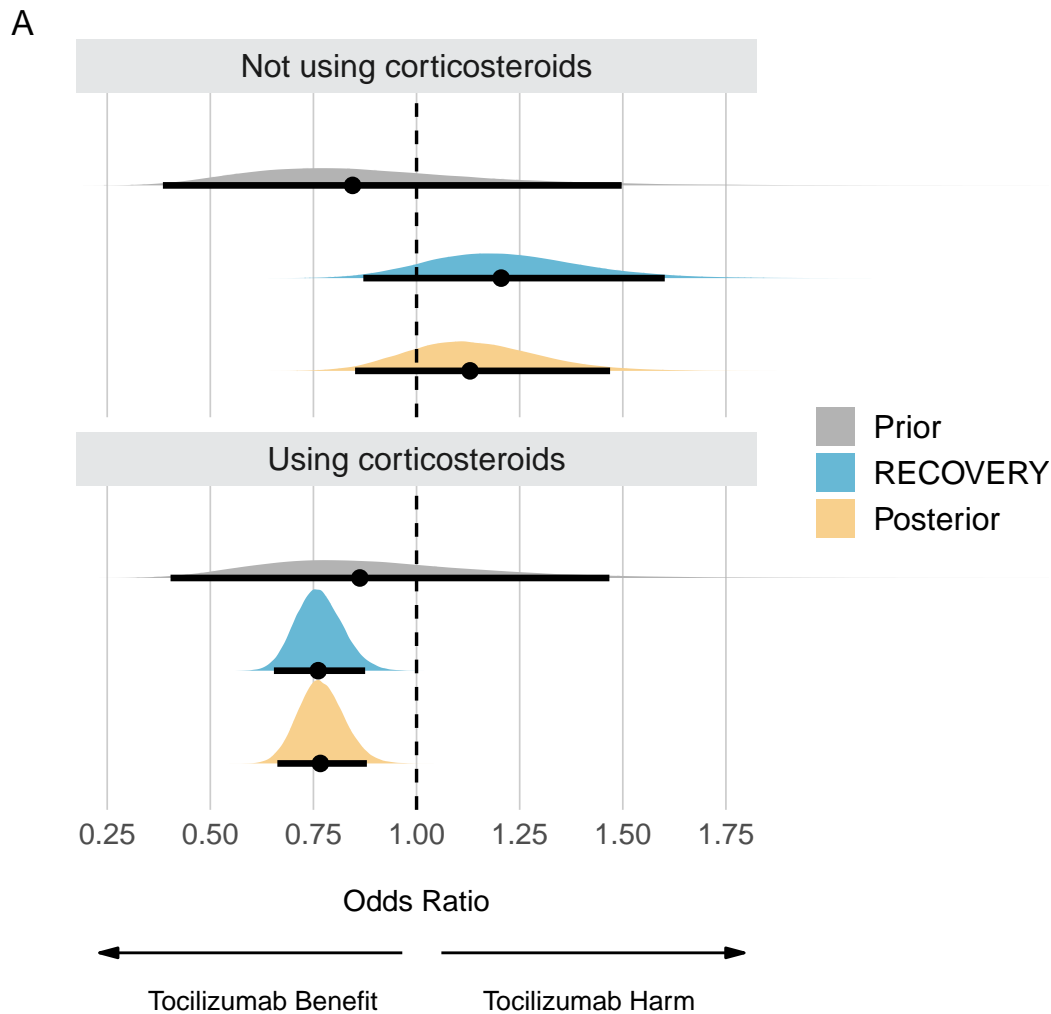 A
Not using corticosteroids
Prior
RECOVERY
Posterior
Using corticosteroids
0.25 0.50 0.75 1.00 1.25 1.50 1.75
Odds Ratio
Tocilizumab Benefit Tocilizumab Harm